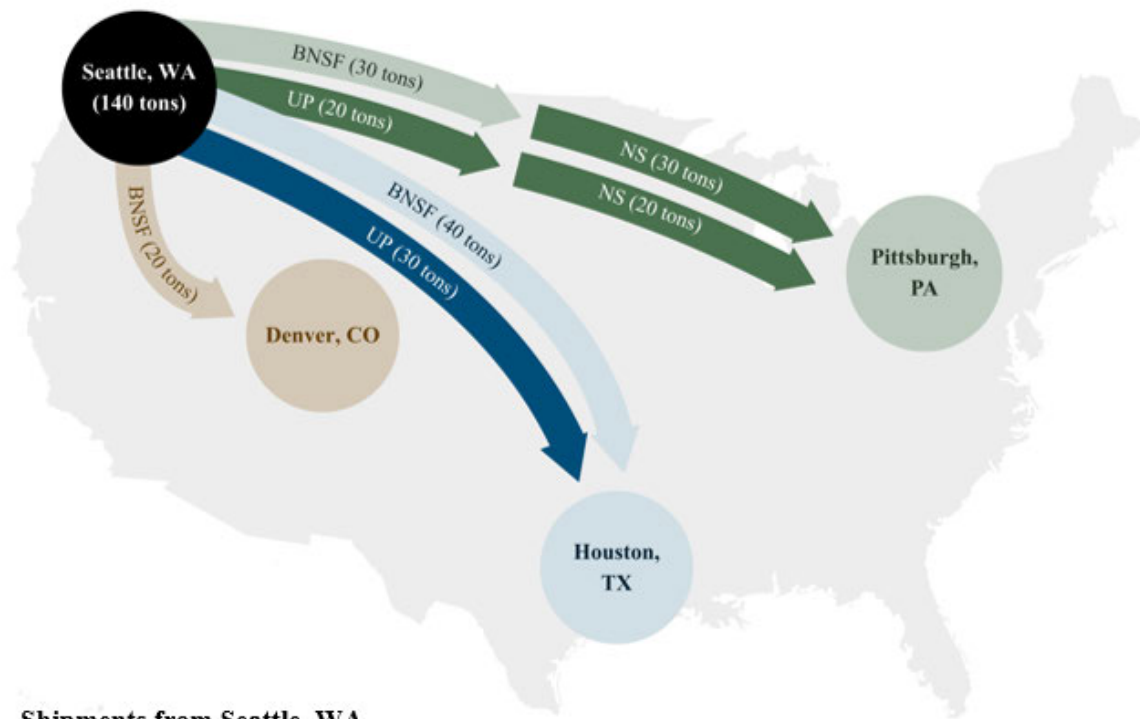 Seattle, WA
(140 tons)
BNSF (30 tons)
UP (20 tons)
NS (30 tons)
NS (20 tons)
BNSF (40 tons)
UP (30 tons)
BNSF (20 tons)
Pittsburgh,
PA
Denver, CO
Houston,
TX
Shipments from Seattle, WA